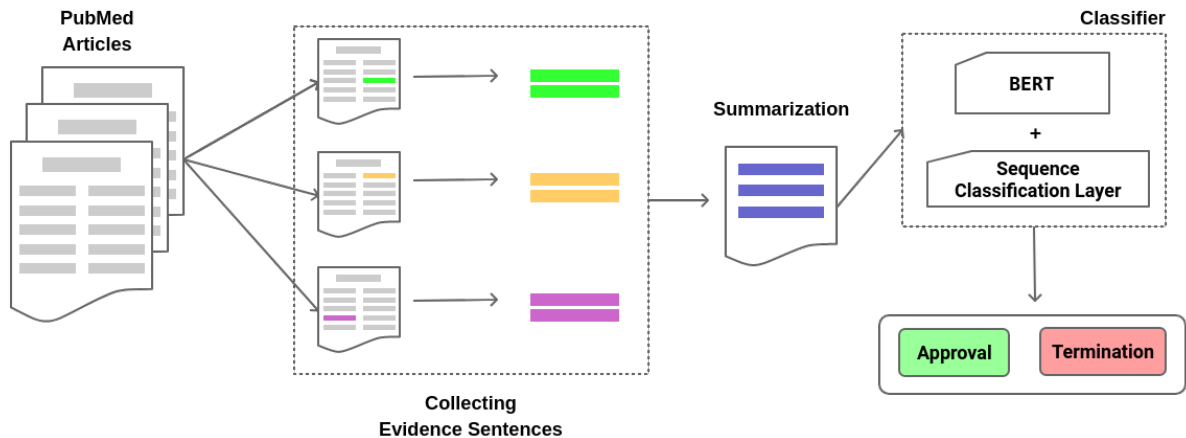 PubMed
Articles
Collecting
Evidence Sentences
Summarization
Classifier
BERT
+
Sequence
Classification Layer
Approval
Termination